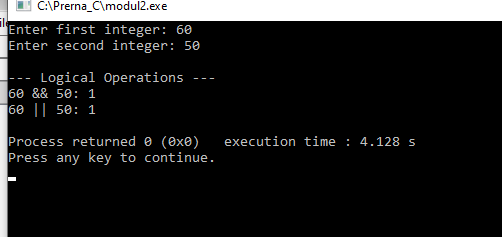 C:\Prerna_C\modul2.exe
Enter first integer: 60
Enter second integer: 50
--- Logical Operations ---
60 && 50: 1
60 || 50: 1
Process returned 0 (0x0)   execution time : 4.128 s
Press any key to continue.